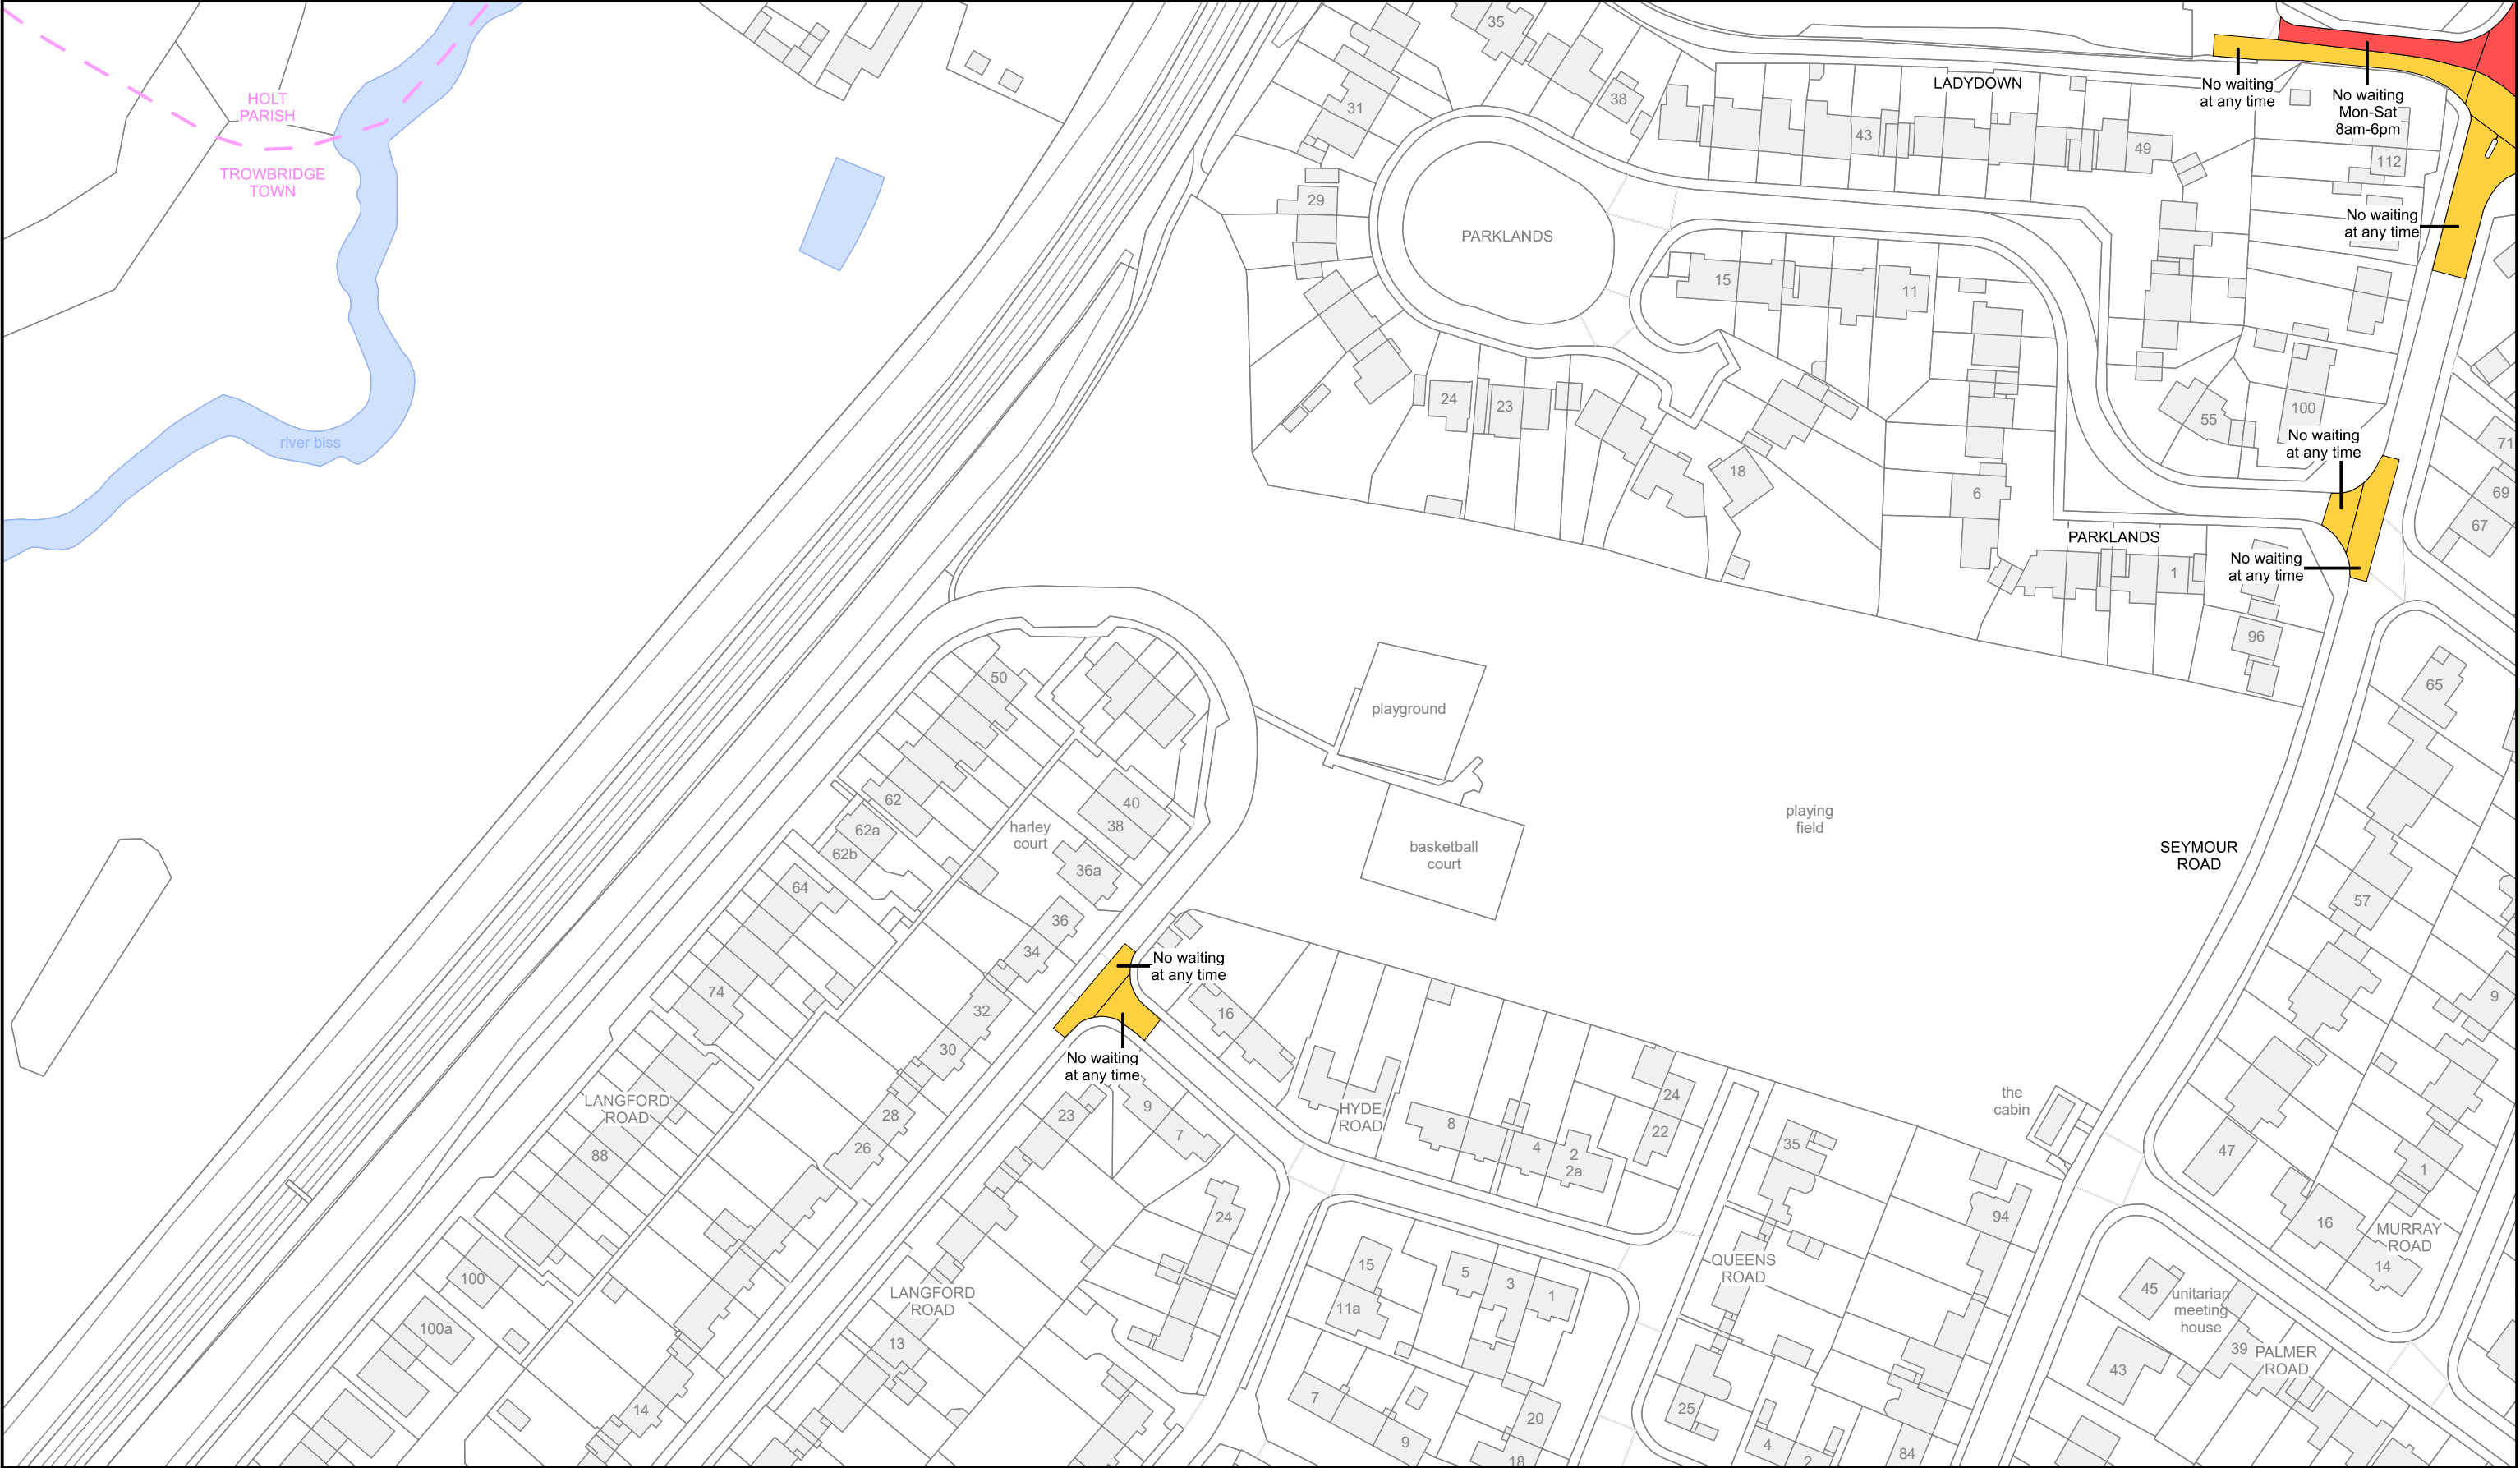 35
HOLT
PARISH
TROWBRIDGE
TOWN
31
38
LADYDOWN
43
49
No waiting
at any time
No waiting
Mon-Sat
8am-6pm
112
29
PARKLANDS
No waiting
at any time
15
11
24
23
55
100
No waiting
at any time
71
69
67
river biss
18
6
PARKLANDS
1
No waiting
at any time
96
65
50
playground
62
40
38
harley
court
62a
62b
36a
playing
field
basketball
court
SEYMOUR
ROAD
57
64
36
34
No waiting
at any time
74
32
16
9
30
No waiting
at any time
LANGFORD
ROAD
88
28
26
23
9
7
HYDE
ROAD
8
4
2
2a
24
22
35
the
cabin
47
1
94
16
MURRAY
ROAD
14
24
100
100a
LANGFORD
ROAD
13
14
15
11a
5
3
1
QUEENS
ROAD
45
unitarian
meeting
house
43
39
PALMER
ROAD
7
9
20
18
25
4
2
84